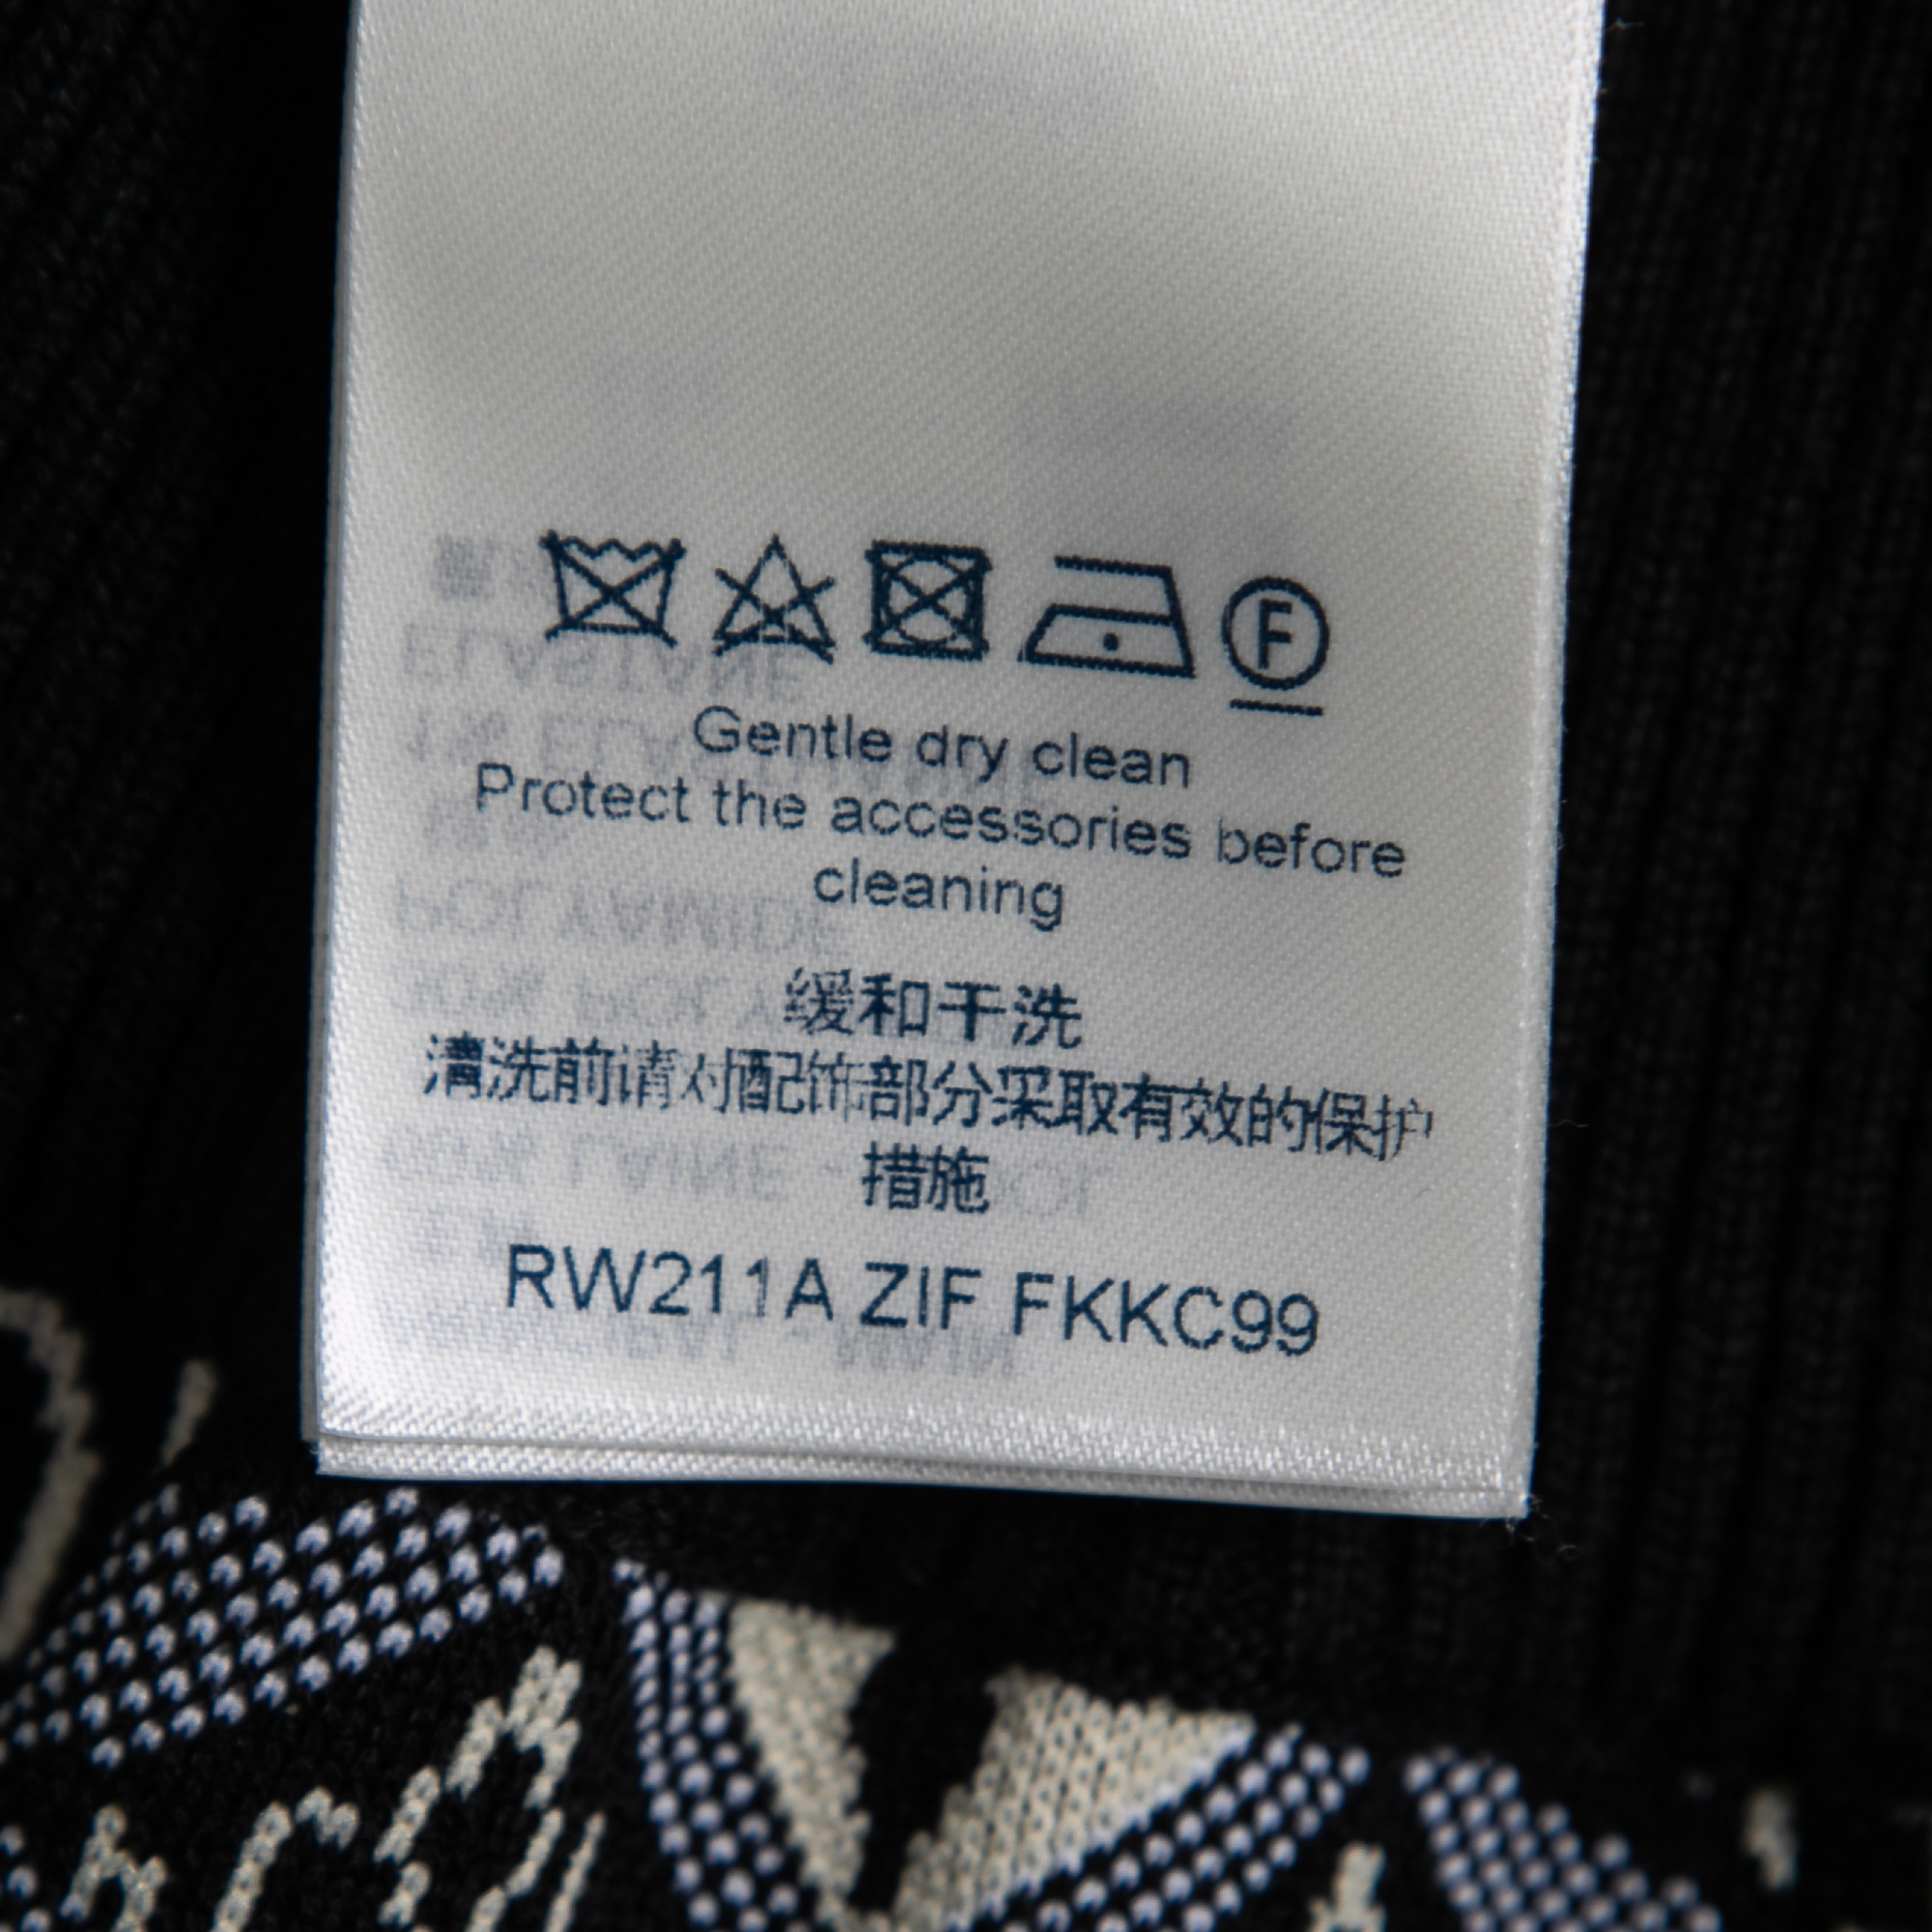 F
Gentle dry clean
Protect the accessories before
cleaning
缓和干洗
清洗前请对配饰部分采取有效的保护
措施
RW211A ZIF FKKC99